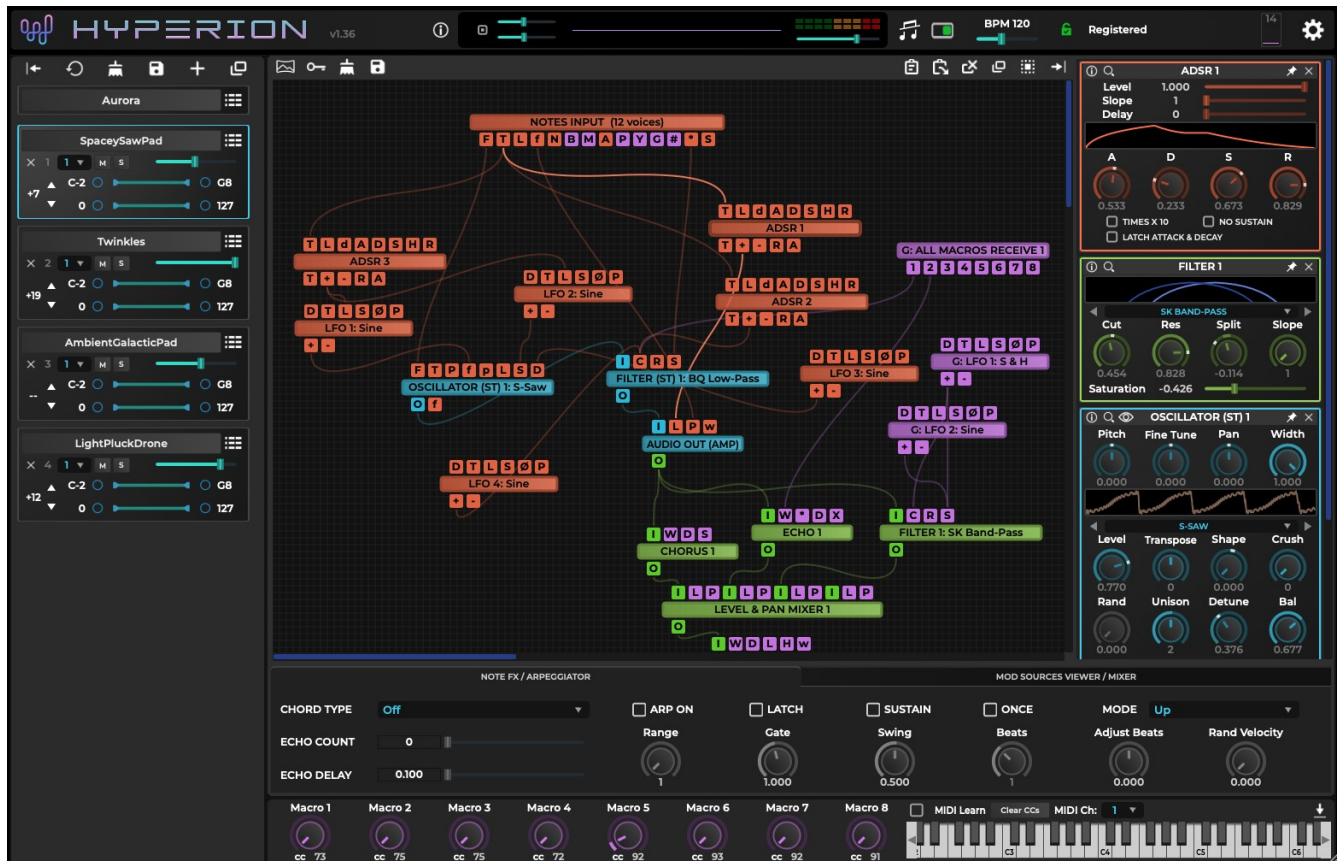 HYPERION v1.36
BPM 120
Registered
14
Aurora
SpaceySawPad
1 1 M S
+7 C-2 G8
0 127
Twinkles
2 1 M S
+19 C-2 G8
0 127
AmbientGalacticPad
3 1 M S
-- C-2 G8
0 127
LightPluckDrone
4 1 M S
+12 C-2 G8
0 127
NOTES INPUT (12 voices)
F T L f N B M A P Y G # * S
T L d A D S H R
ADSR 1
T + - R A
G: ALL MACROS RECEIVE 1
1 2 3 4 5 6 7 8
T L d A D S H R
ADSR 3
T + - R A
D T L S Ø P
LFO 2: Sine
+ -
T L d A D S H R
ADSR 2
T + - R A
D T L S Ø P
LFO 1: Sine
+ -
D T L S Ø P
G: LFO 1: S & H
+ -
F T P f p L S D
OSCILLATOR (ST) 1: S-Saw
O f
I C R S
FILTER (ST) 1: BQ Low-Pass
O
D T L S Ø P
LFO 3: Sine
+ -
D T L S Ø P
G: LFO 2: Sine
+ -
I L P w
AUDIO OUT (AMP)
O
D T L S Ø P
LFO 4: Sine
+ -
I W D S
CHORUS 1
O
I W * D X
ECHO 1
O
I C R S
FILTER 1: SK Band-Pass
O
I L P I L P I L P I L P
LEVEL & PAN MIXER 1
O
I W D L H w
ADSR 1
Level 1.000
Slope 1
Delay 0
A D S R
0.533 0.233 0.673 0.829
TIMES X 10 NO SUSTAIN
LATCH ATTACK & DECAY
FILTER 1
SK BAND-PASS
Cut Res Split Slope
0.454 0.828 -0.114 1
Saturation -0.426
OSCILLATOR (ST) 1
Pitch Fine Tune Pan Width
0.000 0.000 0.000 1.000
S-SAW
Level Transpose Shape Crush
0.770 0 0.000 0
Rand Unison Detune Bal
0.000 2 0.376 0.677
NOTE FX / ARPEGGIATOR
MOD SOURCES VIEWER / MIXER
CHORD TYPE Off
ARP ON LATCH SUSTAIN ONCE MODE Up
ECHO COUNT 0
Range Gate Swing Beats Adjust Beats Rand Velocity
ECHO DELAY 0.100
1 1.000 0.500 1 0.000 0.000
Macro 1 Macro 2 Macro 3 Macro 4 Macro 5 Macro 6 Macro 7 Macro 8
MIDI Learn Clear CCs MIDI Ch: 1
cc 73 cc 75 cc 75 cc 72 cc 92 cc 93 cc 92 cc 91
C3 C4 C5 C6